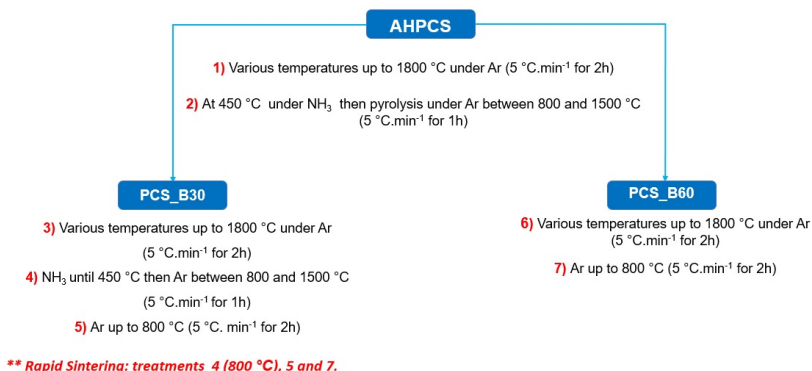 AHPCS
1) Various temperatures up to 1800 °C under Ar (5 °C.min⁻¹ for 2h)
2) At 450 °C under NH₃ then pyrolysis under Ar between 800 and 1500 °C
(5 °C.min⁻¹ for 1h)
PCS_B30
3) Various temperatures up to 1800 °C under Ar
(5 °C.min⁻¹ for 2h)
4) NH₃ until 450 °C then Ar between 800 and 1500 °C
(5 °C.min⁻¹ for 1h)
5) Ar up to 800 °C (5 °C. min⁻¹ for 2h)
PCS_B60
6) Various temperatures up to 1800 °C under Ar
(5 °C.min⁻¹ for 2h)
7) Ar up to 800 °C (5 °C.min⁻¹ for 2h)
** Rapid Sintering: treatments 4 (800 °C), 5 and 7.